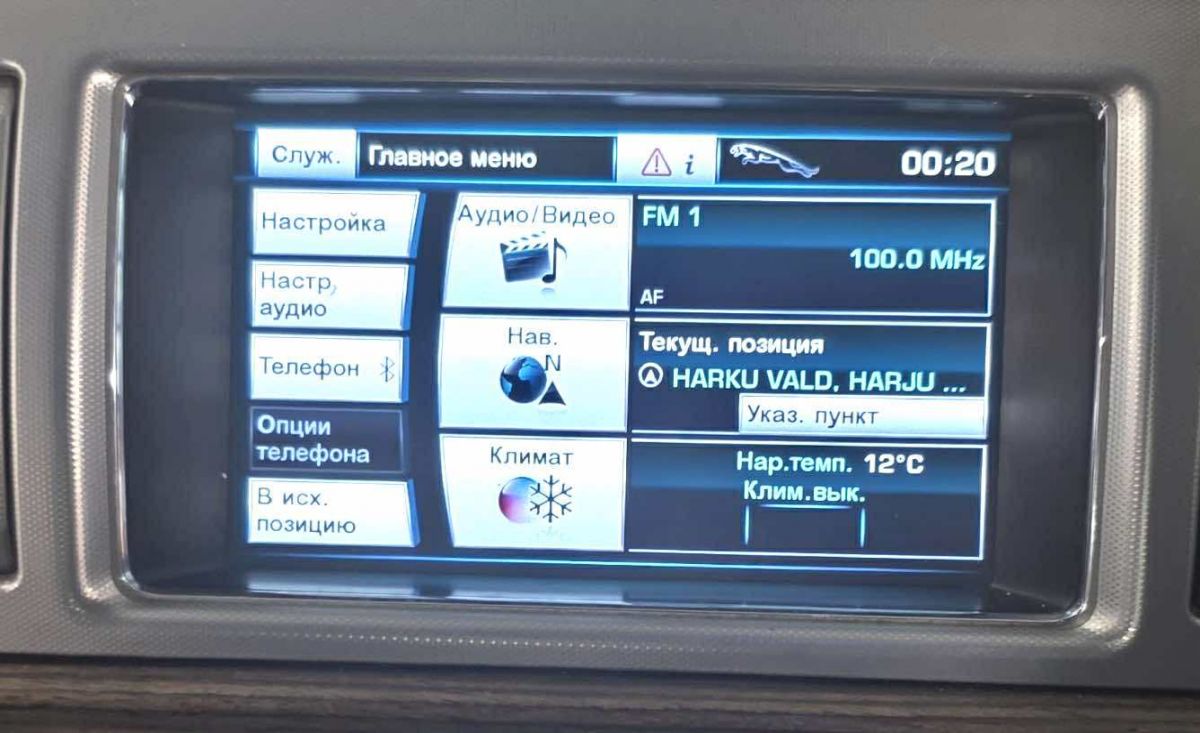 Служ.
Главное меню
i
00:20
Настройка
Настр,
аудио
Телефон
Опции
телефона
В исх.
позицию
Аудио/Видео
Нав.
N
Климат
FM 1
100.0 MHz
AF
Текущ. позиция
HARKU VALD, HARJU ...
Указ. пункт
Нар.темп. 12°C
Клим.вык.